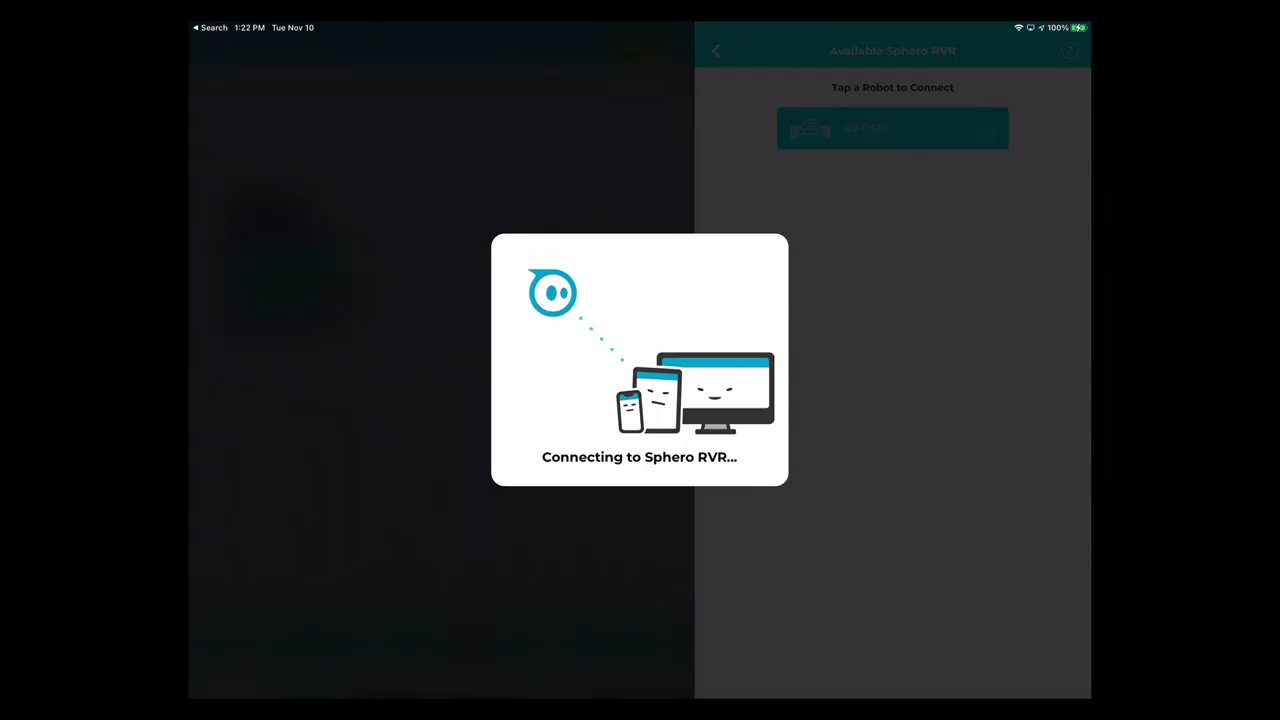 Search 1:22 PM Tue Nov 10 100%
Available Sphero RVR
Tap a Robot to Connect
Connecting to Sphero RVR...